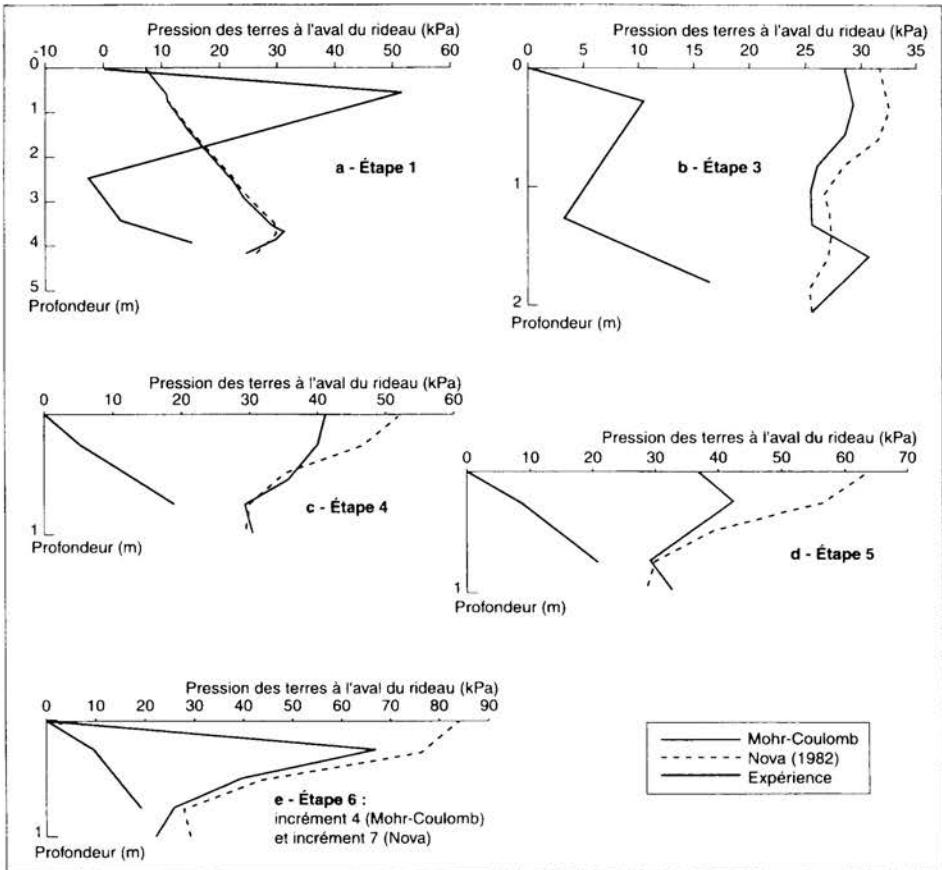 Pression des terres à l'aval du rideau (kPa)
-10 0 10 20 30 40 50 60
0
1
2
3
4
5
Profondeur (m)
a - Étape 1
Pression des terres à l'aval du rideau (kPa)
0 5 10 15 20 25 30 35
0
1
2
Profondeur (m)
b - Étape 3
Pression des terres à l'aval du rideau (kPa)
0 10 20 30 40 50 60
1
Profondeur (m)
c - Étape 4
Pression des terres à l'aval du rideau (kPa)
0 10 20 30 40 50 60 70
1
Profondeur (m)
d - Étape 5
Pression des terres à l'aval du rideau (kPa)
0 10 20 30 40 50 60 70 80 90
1
Profondeur (m)
e - Étape 6 :
incrément 4 (Mohr-Coulomb)
et incrément 7 (Nova)
Mohr-Coulomb
Nova (1982)
Expérience